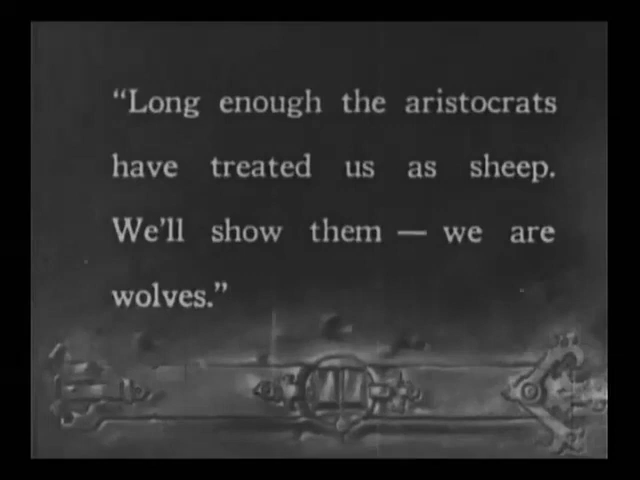 “Long enough the aristocrats
have treated us as sheep.
We’ll show them — we are
wolves.”